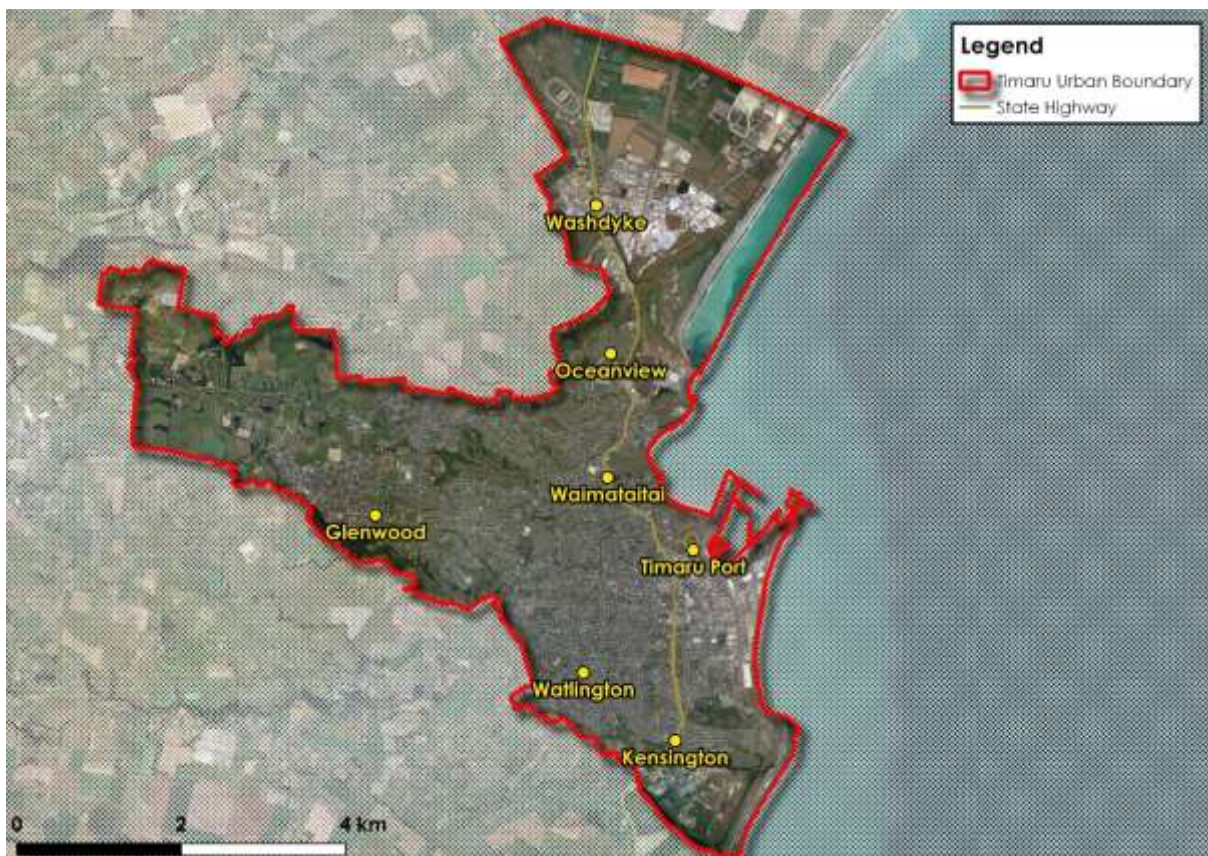 Legend
Timaru Urban Boundary
State Highway
Washdyke
Oceanview
Waimataitai
Glenwood
Timaru Port
Watlington
Kensington
0 2 4 km